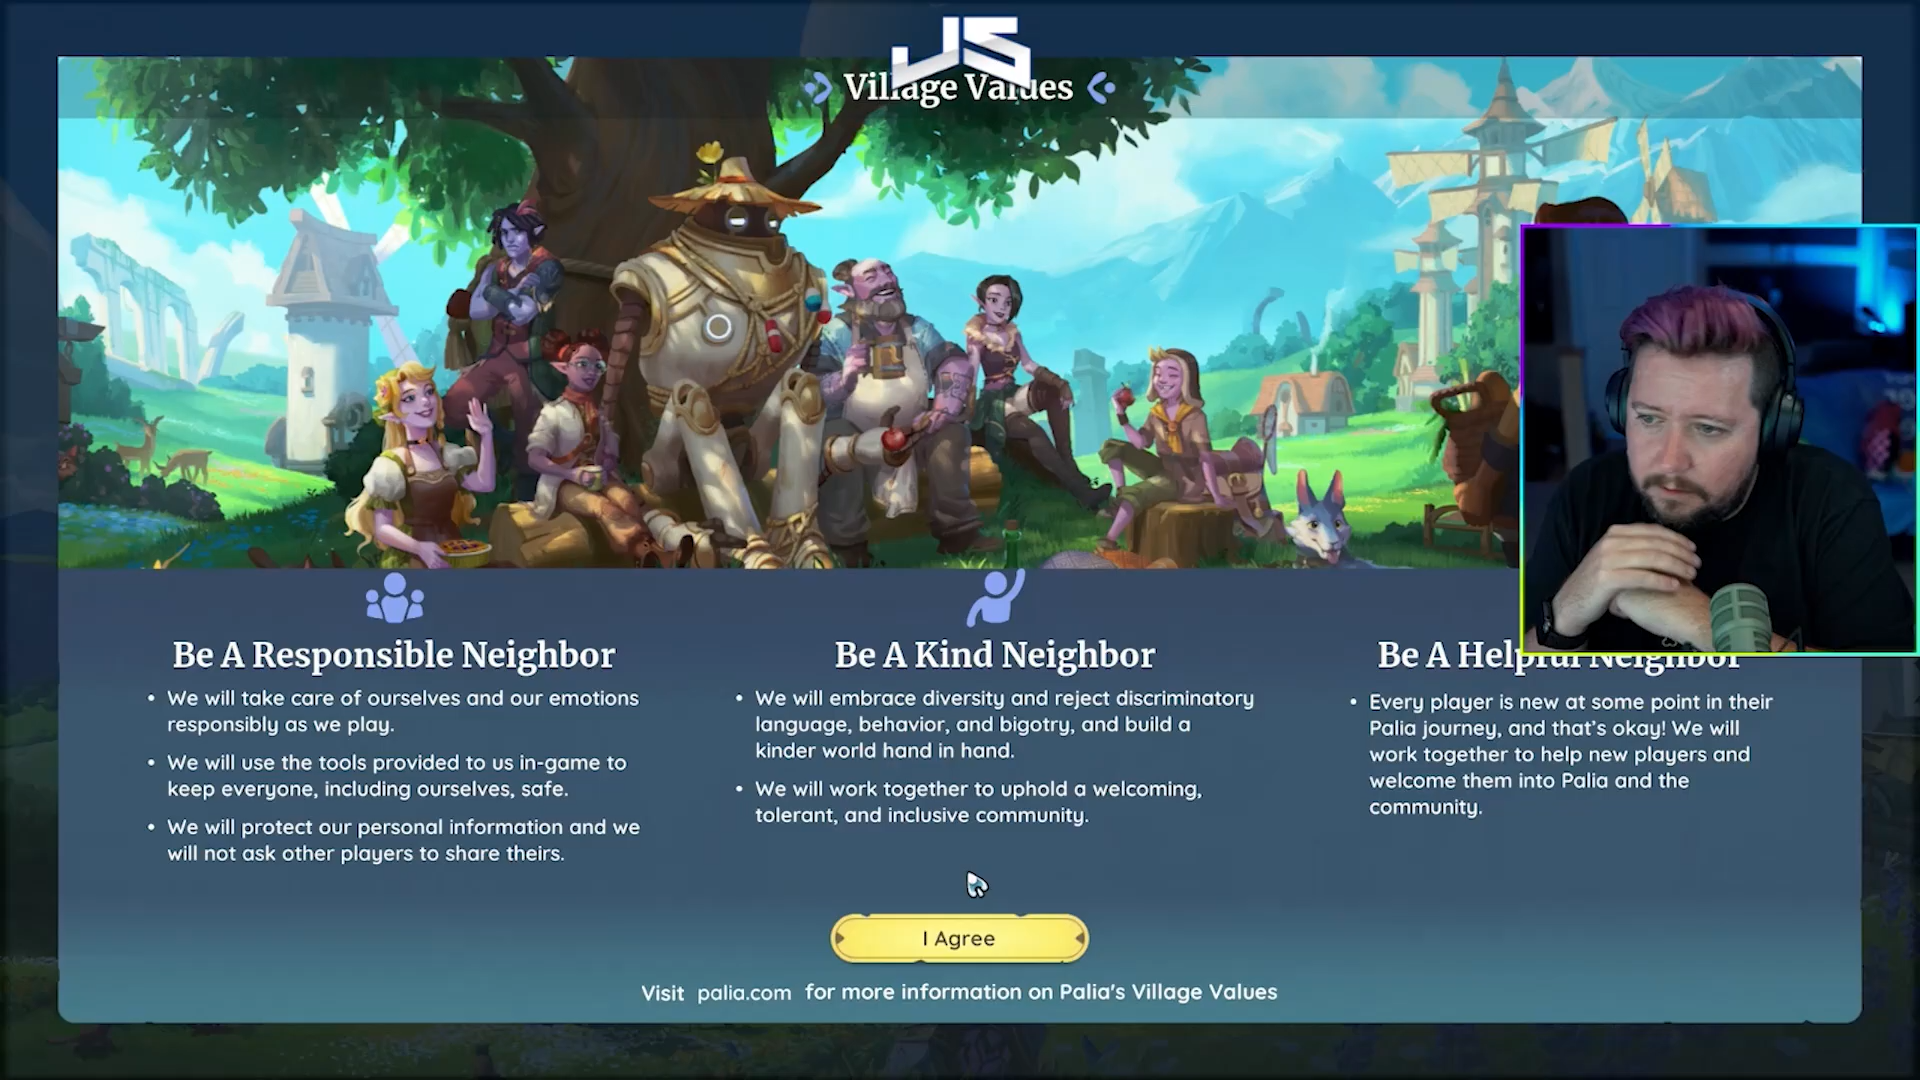 JS
Village Values
Be A Responsible Neighbor
• We will take care of ourselves and our emotions
responsibly as we play.
• We will use the tools provided to us in-game to
keep everyone, including ourselves, safe.
• We will protect our personal information and we
will not ask other players to share theirs.
Be A Kind Neighbor
• We will embrace diversity and reject discriminatory
language, behavior, and bigotry, and build a
kinder world hand in hand.
• We will work together to uphold a welcoming,
tolerant, and inclusive community.
Be A Helpful Neighbor
• Every player is new at some point in their
Palia journey, and that's okay! We will
work together to help new players and
welcome them into Palia and the
community.
I Agree
Visit palia.com for more information on Palia's Village Values